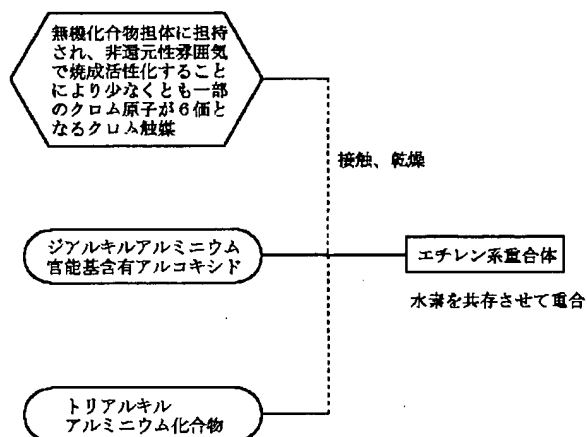 無機化合物担体に担持
され、非還元性雰囲気
で焼成活性化すること
により少なくとも一部
のクロム原子が6価と
なるクロム触媒
接触、乾燥
ジアルキルアルミニウム
官能基含有アルコキシド
エチレン系重合体
水素を共存させて重合
トリアルキル
アルミニウム化合物